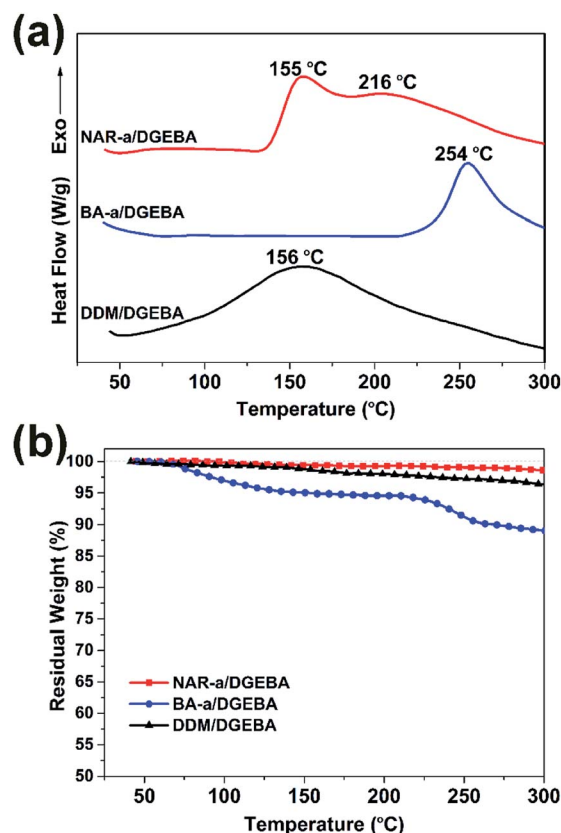 (a)
Exo →
Heat Flow (W/g)
155 °C
216 °C
NAR-a/DGEBA
254 °C
BA-a/DGEBA
156 °C
DDM/DGEBA
50 100 150 200 250 300
Temperature (°C)
(b)
Residual Weight (%)
100
95
90
85
80
75
70
65
60
55
50
NAR-a/DGEBA
BA-a/DGEBA
DDM/DGEBA
50 100 150 200 250 300
Temperature (°C)